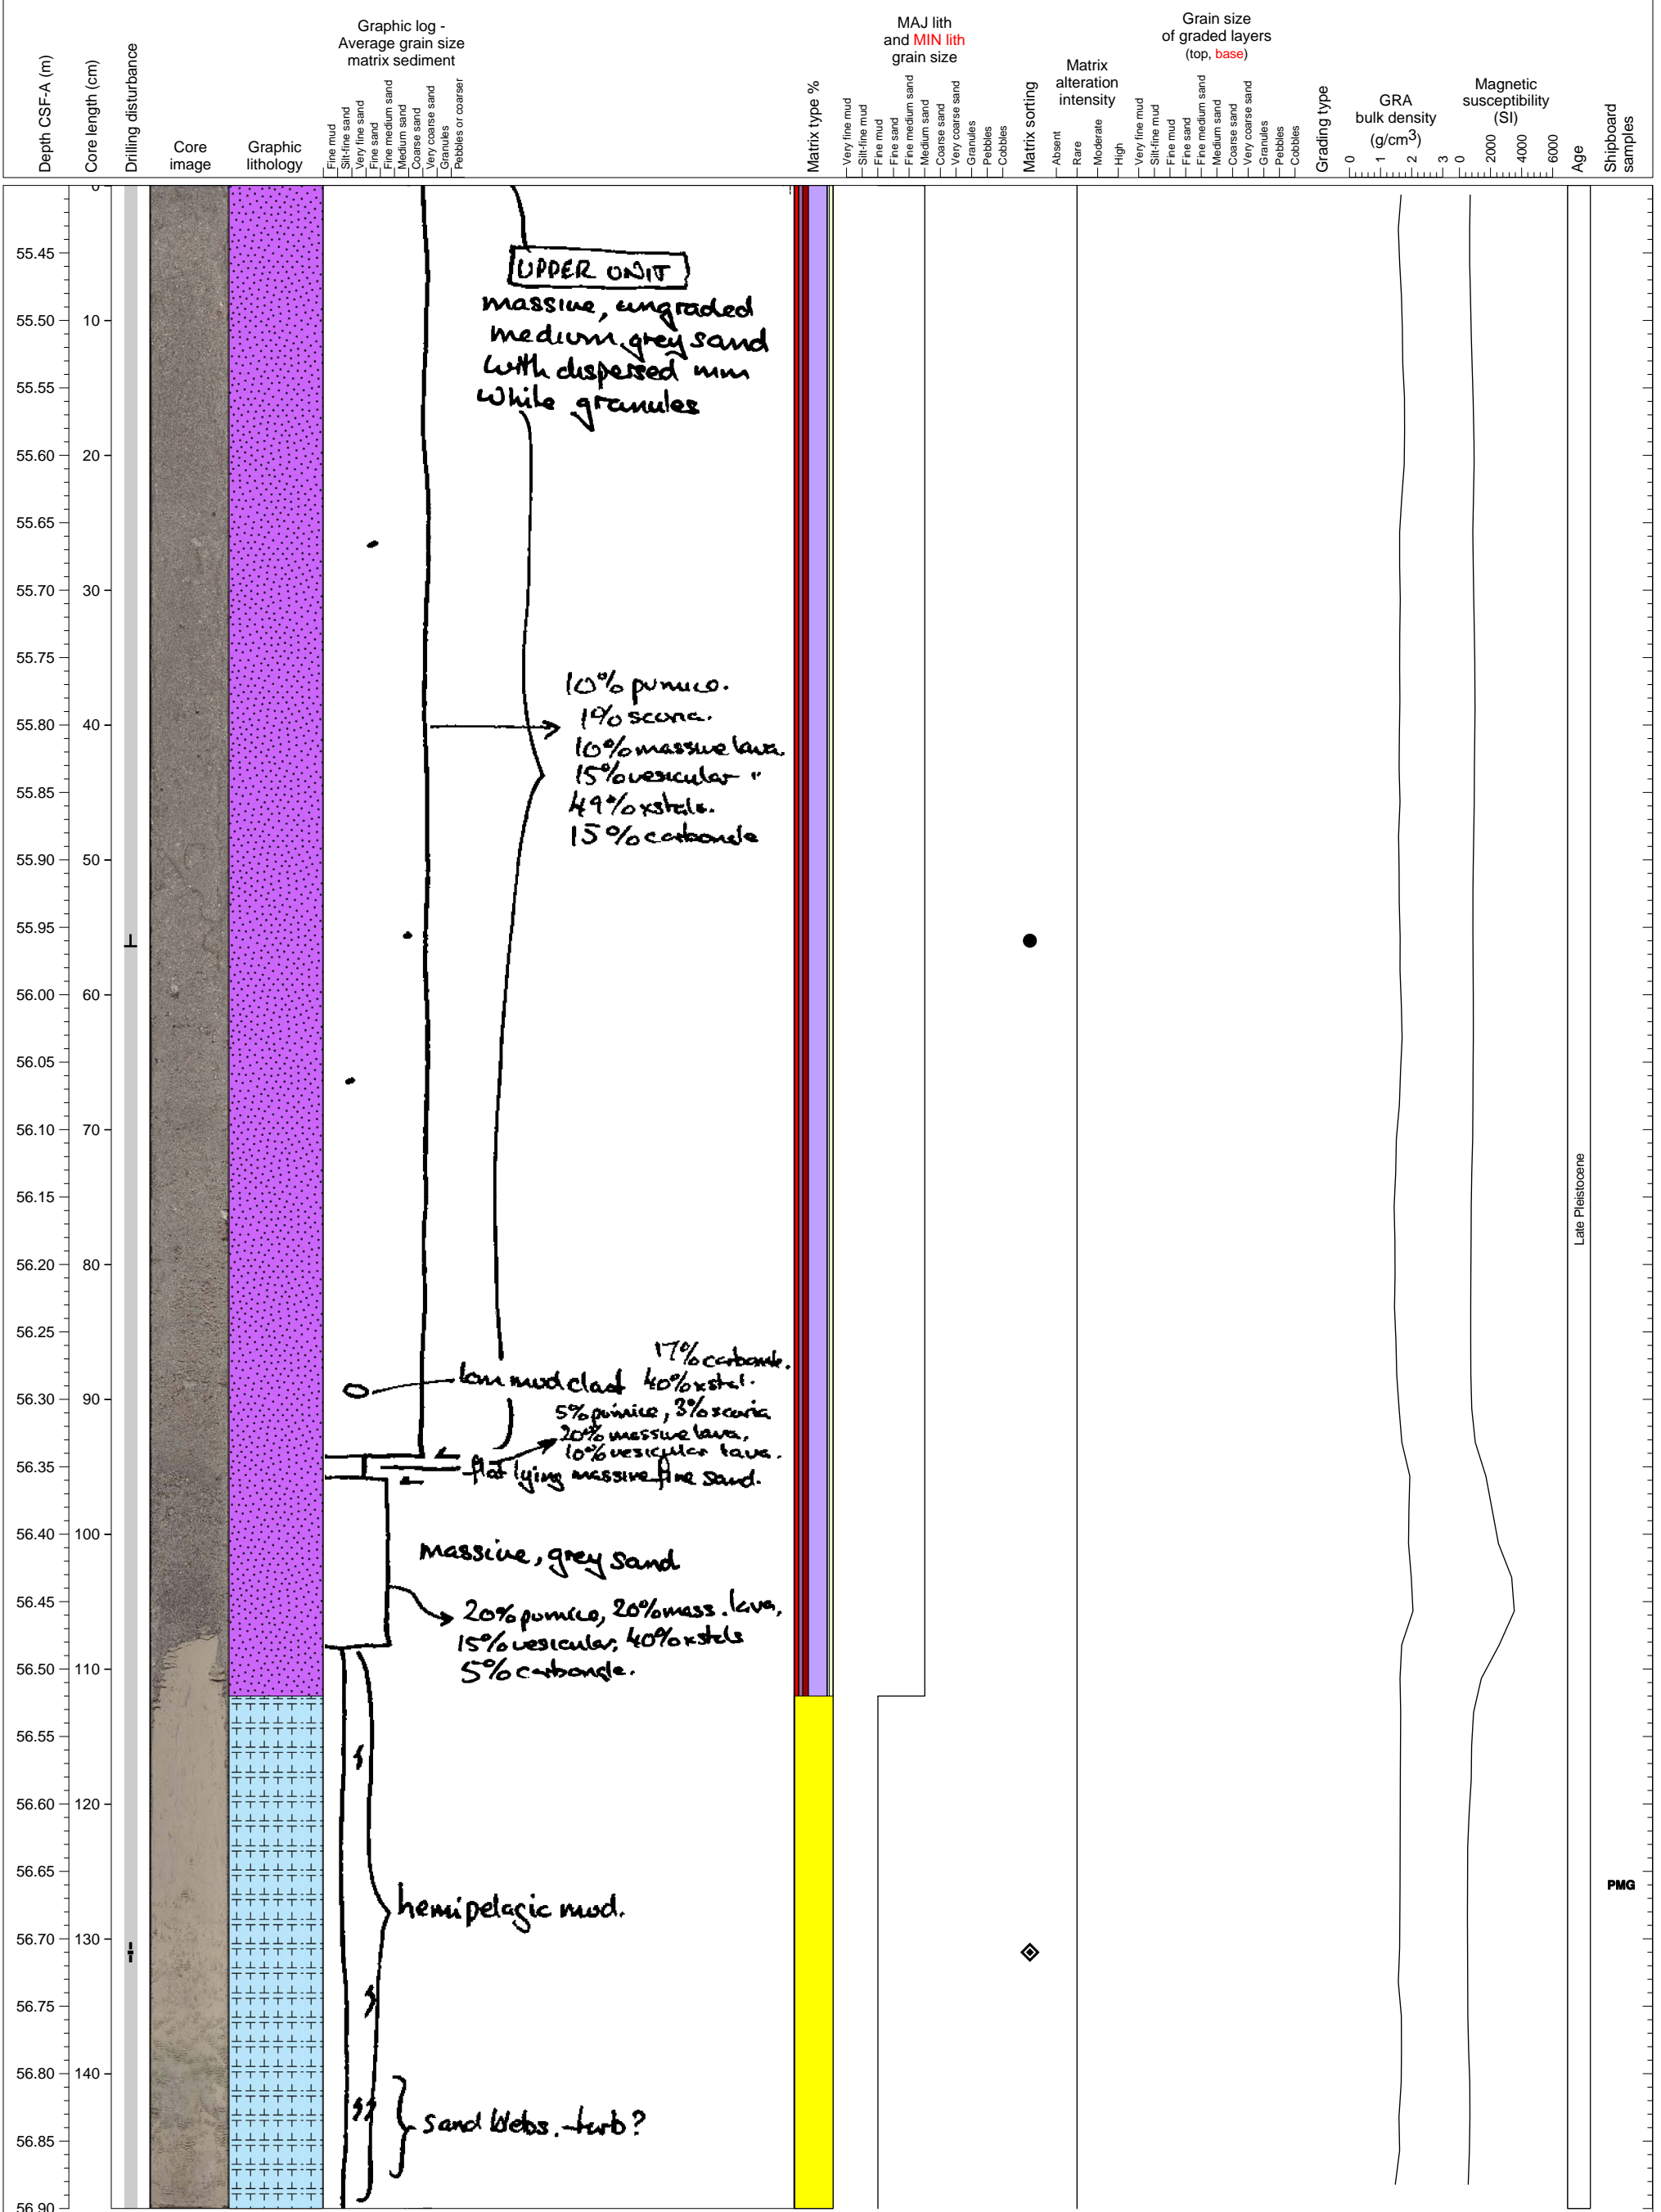 Depth CSF-A (m)
Core length (cm)
Drilling disturbance
Core
image
Graphic
lithology
Graphic log -
Average grain size
matrix sediment
Fine mud
Silt-fine sand
Very fine sand
Fine sand
Fine medium sand
Medium sand
Coarse sand
Very coarse sand
Granules
Pebbles or coarser
Matrix type %
MAJ lith
and MIN lith
grain size
Very fine mud
Silt-fine mud
Fine mud
Fine sand
Fine medium sand
Medium sand
Coarse sand
Very coarse sand
Granules
Pebbles
Cobbles
Matrix sorting
Matrix
alteration
intensity
Absent
Rare
Moderate
High
Grain size
of graded layers
(top, base)
Very fine mud
Silt-fine mud
Fine mud
Fine sand
Fine medium sand
Medium sand
Coarse sand
Very coarse sand
Granules
Pebbles
Cobbles
Grading type
GRA
bulk density
(g/cm3)
0 1 2 3
Magnetic
susceptibility
(SI)
0 2000 4000 6000
Age
Shipboard
samples
0
55.45
55.50 10
55.55
55.60 20
55.65
55.70 30
55.75
55.80 40
55.85
55.90 50
55.95
56.00 60
56.05
56.10 70
56.15
56.20 80
56.25
56.30 90
56.35
56.40 100
56.45
56.50 110
56.55
56.60 120
56.65
56.70 130
56.75
56.80 140
56.85
56.90
UPPER UNIT
massive, ungraded
medium grey sand
with dispersed mm
white granules
10% pumice.
1% scoria.
10% massive lava.
15% vesicular "
49% xstals.
15% carbonate
17% carbonate.
mud clast 40% xstal.
5% pumice, 3% scoria
20% massive lava,
10% vesicular lava.
flat lying massive fine sand.
massive, grey sand
20% pumice, 20% mass. lava,
15% vesicular, 40% xstals
5% carbonate.
hemipelagic mud.
sand blebs. -turb?
Late Pleistocene
PMG